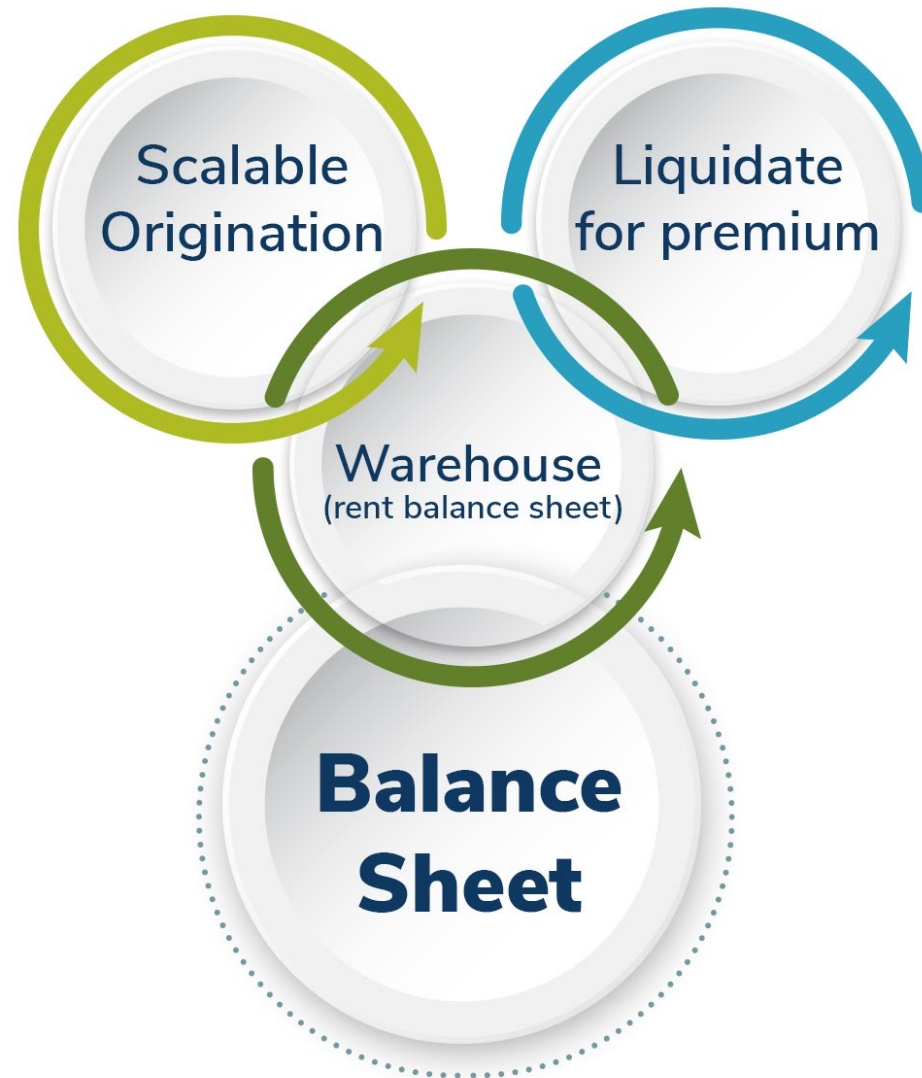 Scalable
Origination
Liquidate
for premium
Warehouse
(rent balance sheet)
Balance
Sheet